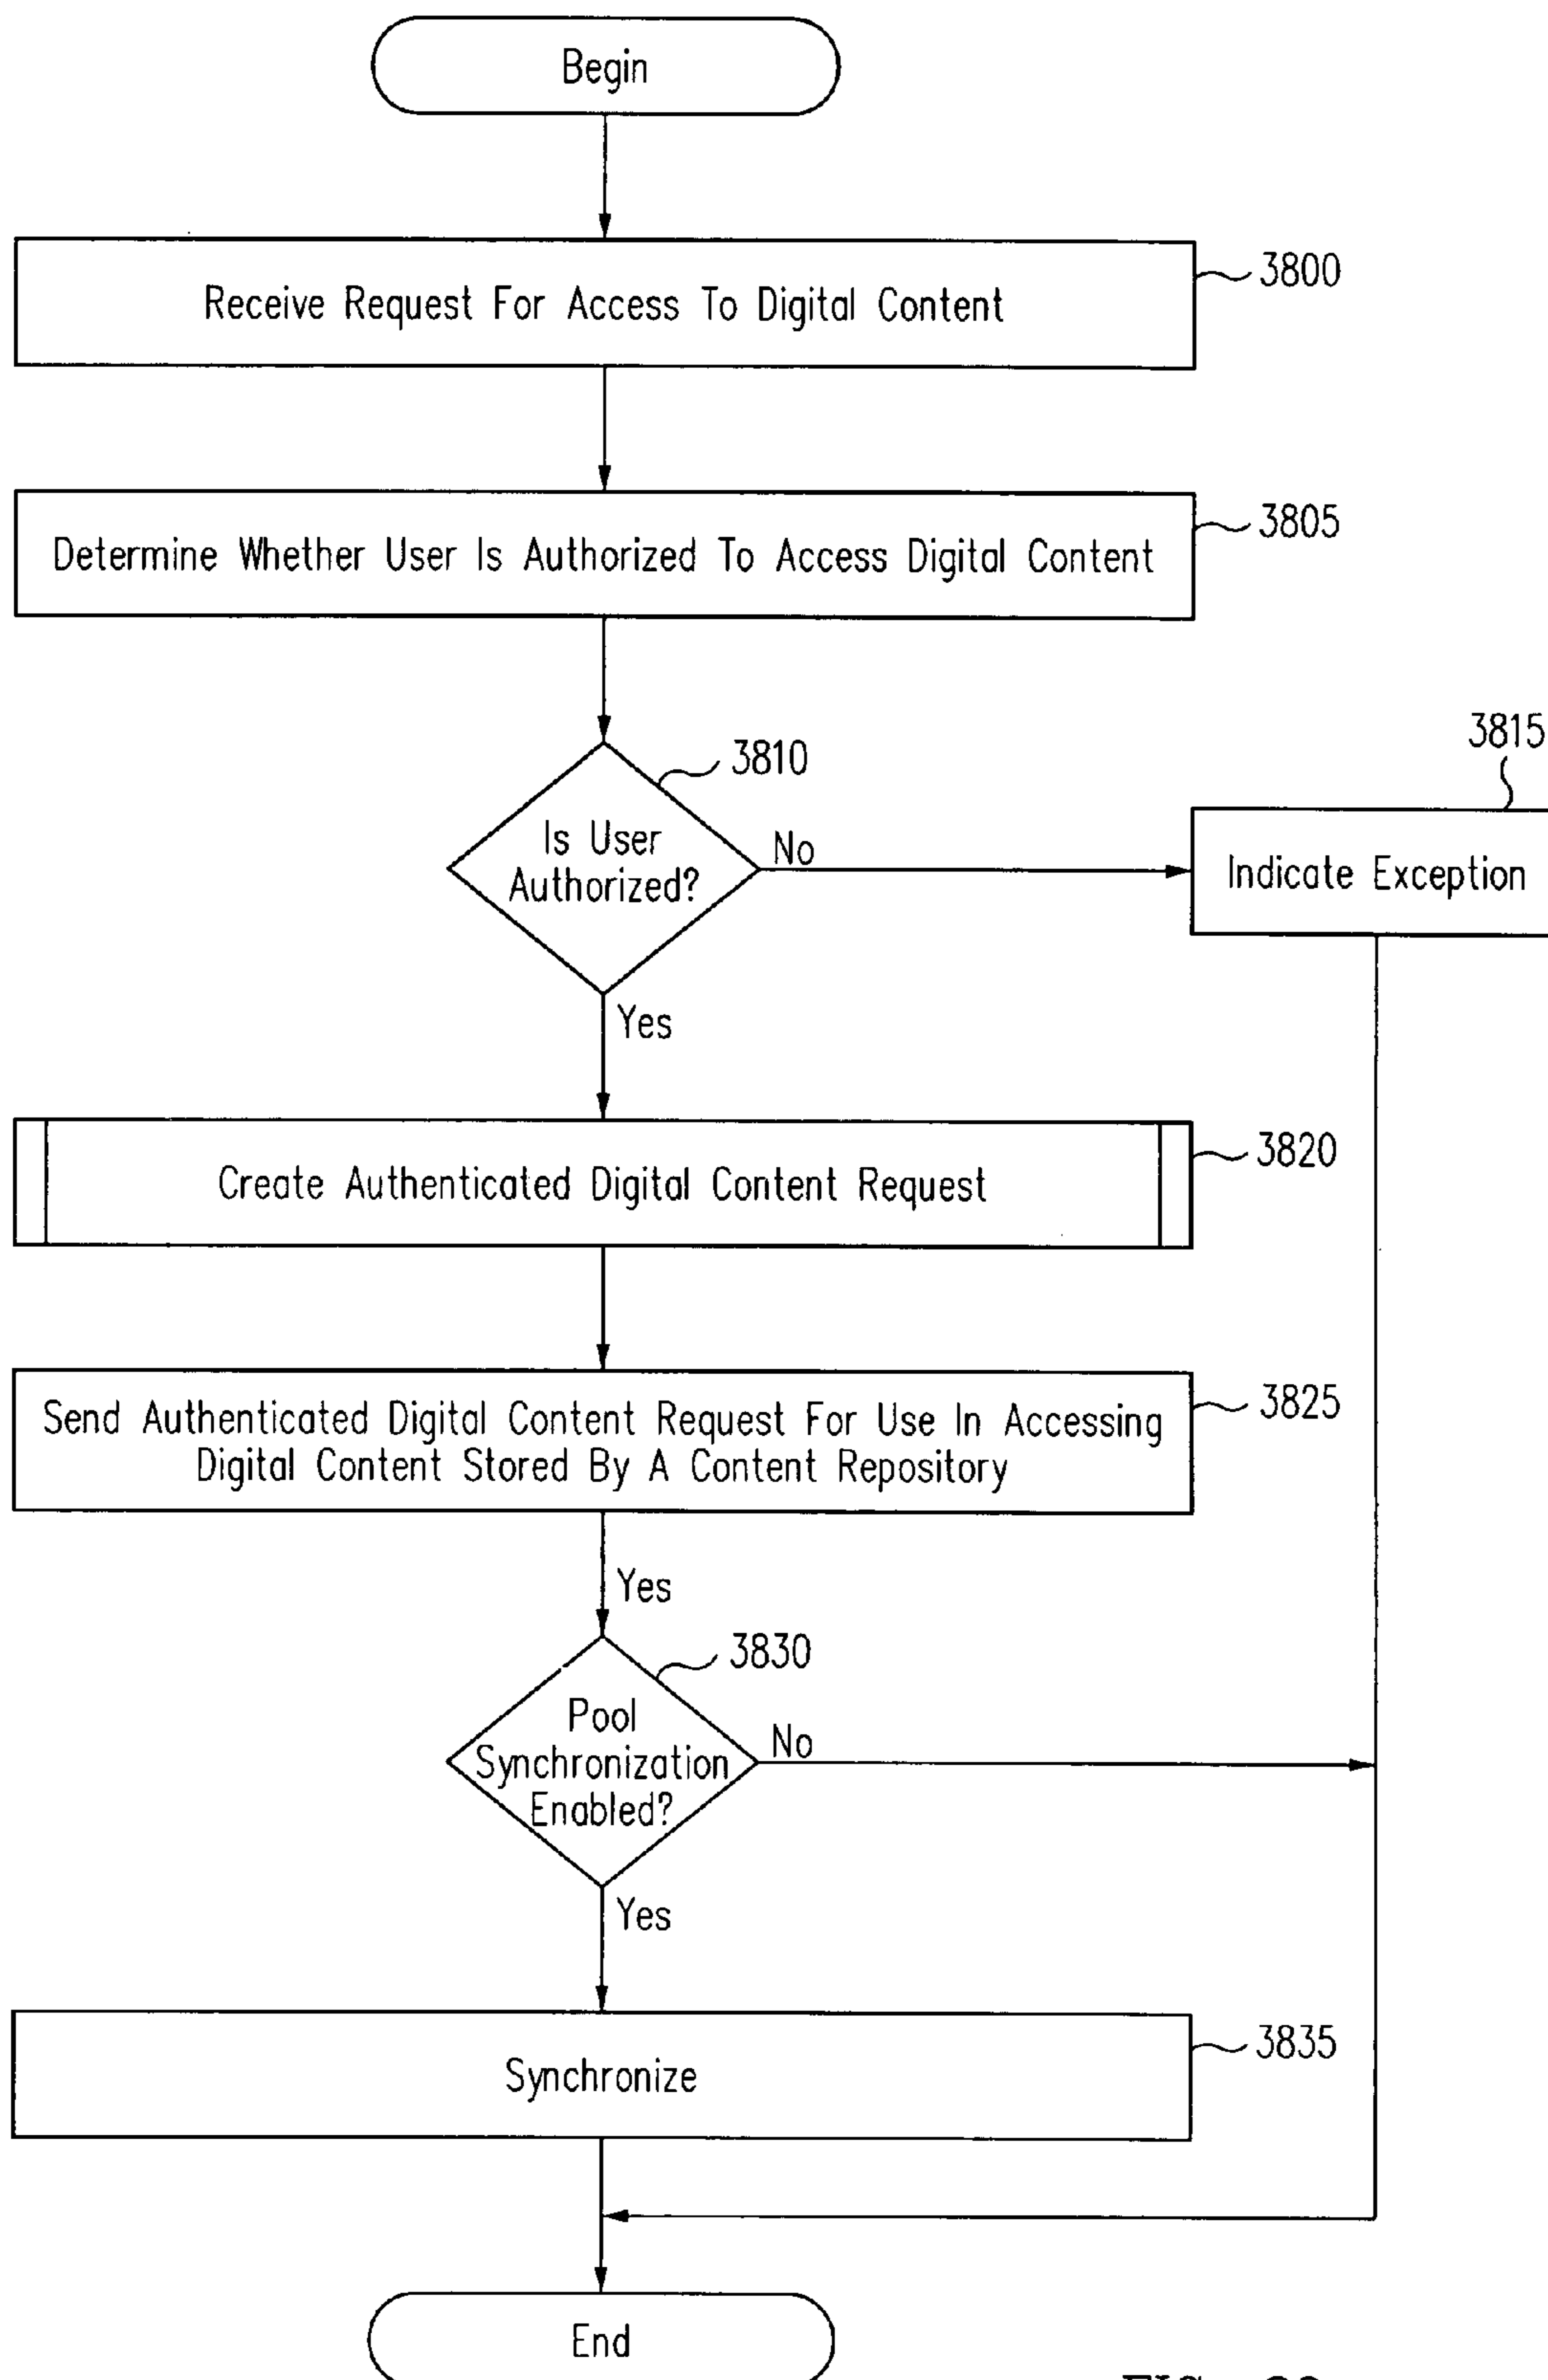 Begin
Receive Request For Access To Digital Content
3800
Determine Whether User Is Authorized To Access Digital Content
3805
3810
3815
Is User
Authorized?
No
Indicate Exception
Yes
Create Authenticated Digital Content Request
3820
Send Authenticated Digital Content Request For Use In Accessing
Digital Content Stored By A Content Repository
3825
Yes
3830
Pool
Synchronization
Enabled?
No
Yes
Synchronize
3835
End